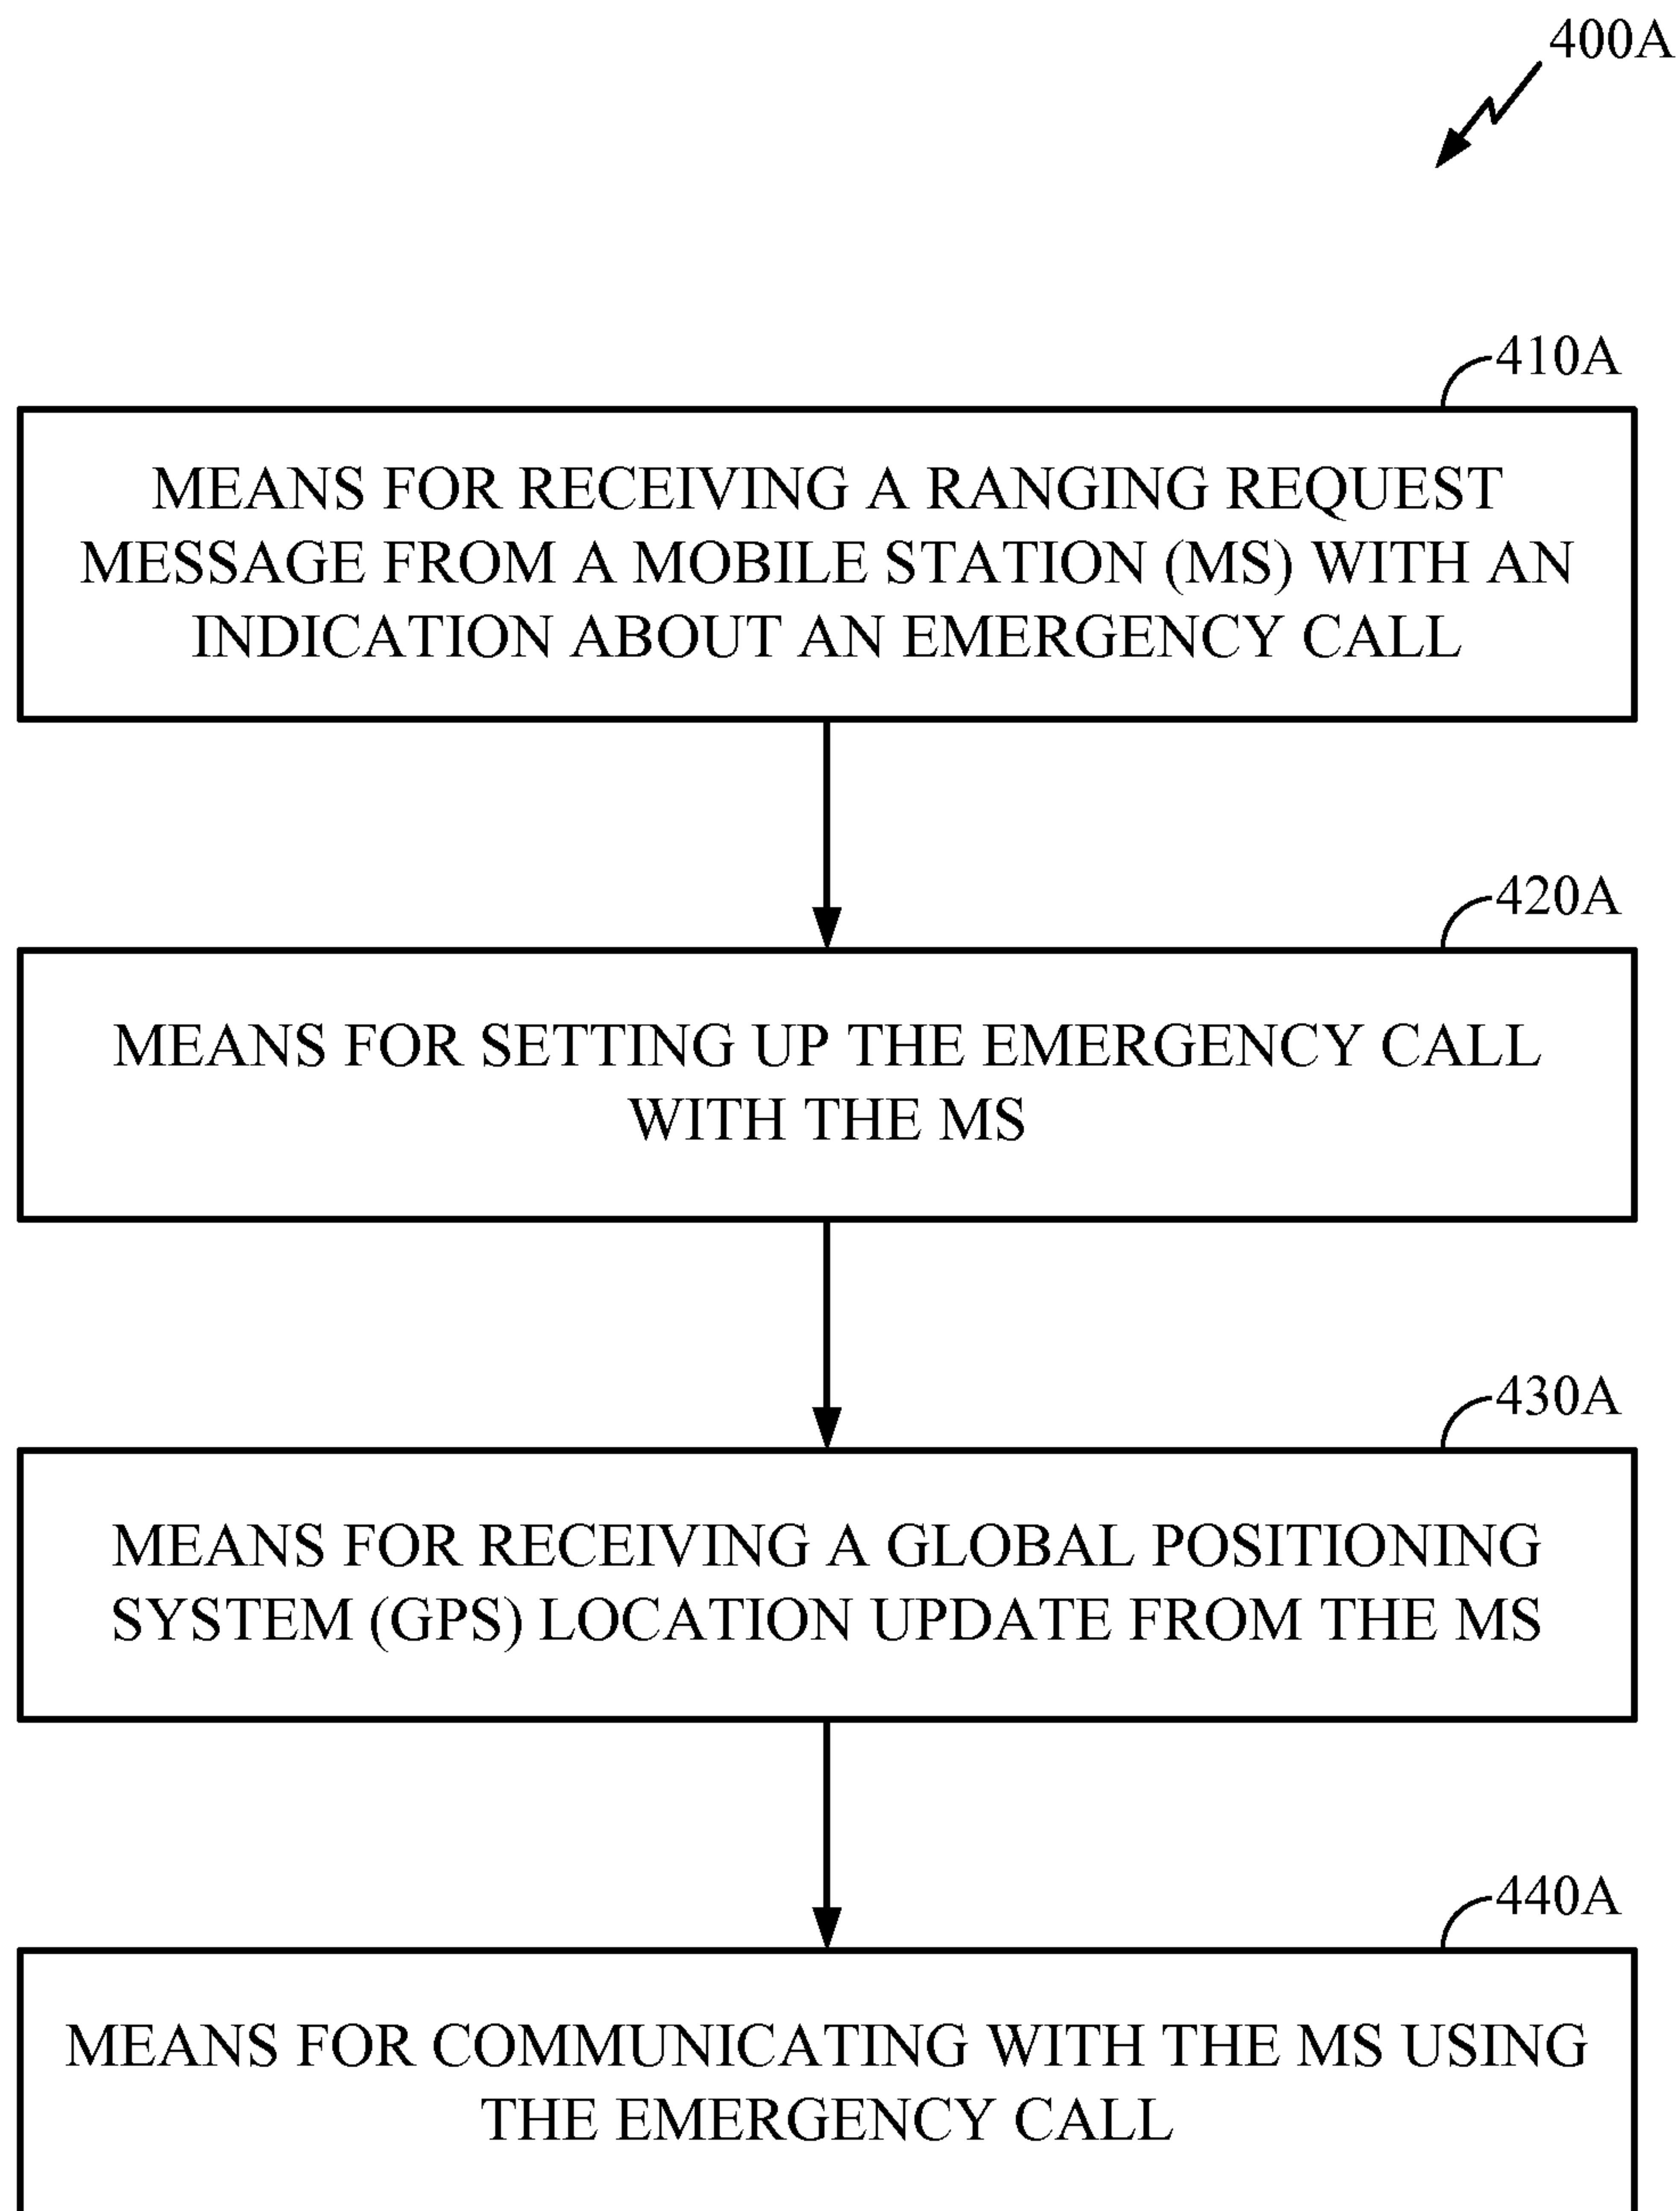 400A
410A
MEANS FOR RECEIVING A RANGING REQUEST
MESSAGE FROM A MOBILE STATION (MS) WITH AN
INDICATION ABOUT AN EMERGENCY CALL
420A
MEANS FOR SETTING UP THE EMERGENCY CALL
WITH THE MS
430A
MEANS FOR RECEIVING A GLOBAL POSITIONING
SYSTEM (GPS) LOCATION UPDATE FROM THE MS
440A
MEANS FOR COMMUNICATING WITH THE MS USING
THE EMERGENCY CALL